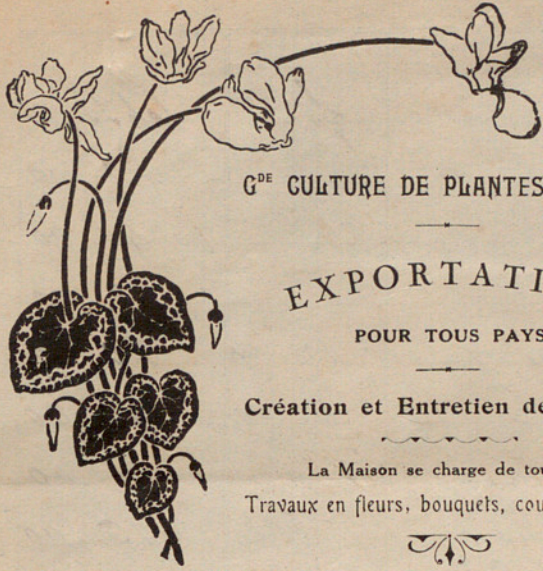 GDE CULTURE DE PLANTES
EXPORTATI
POUR TOUS PAYS
Création et Entretien de
La Maison se charge de tou
Travaux en fleurs, bouquets, cou